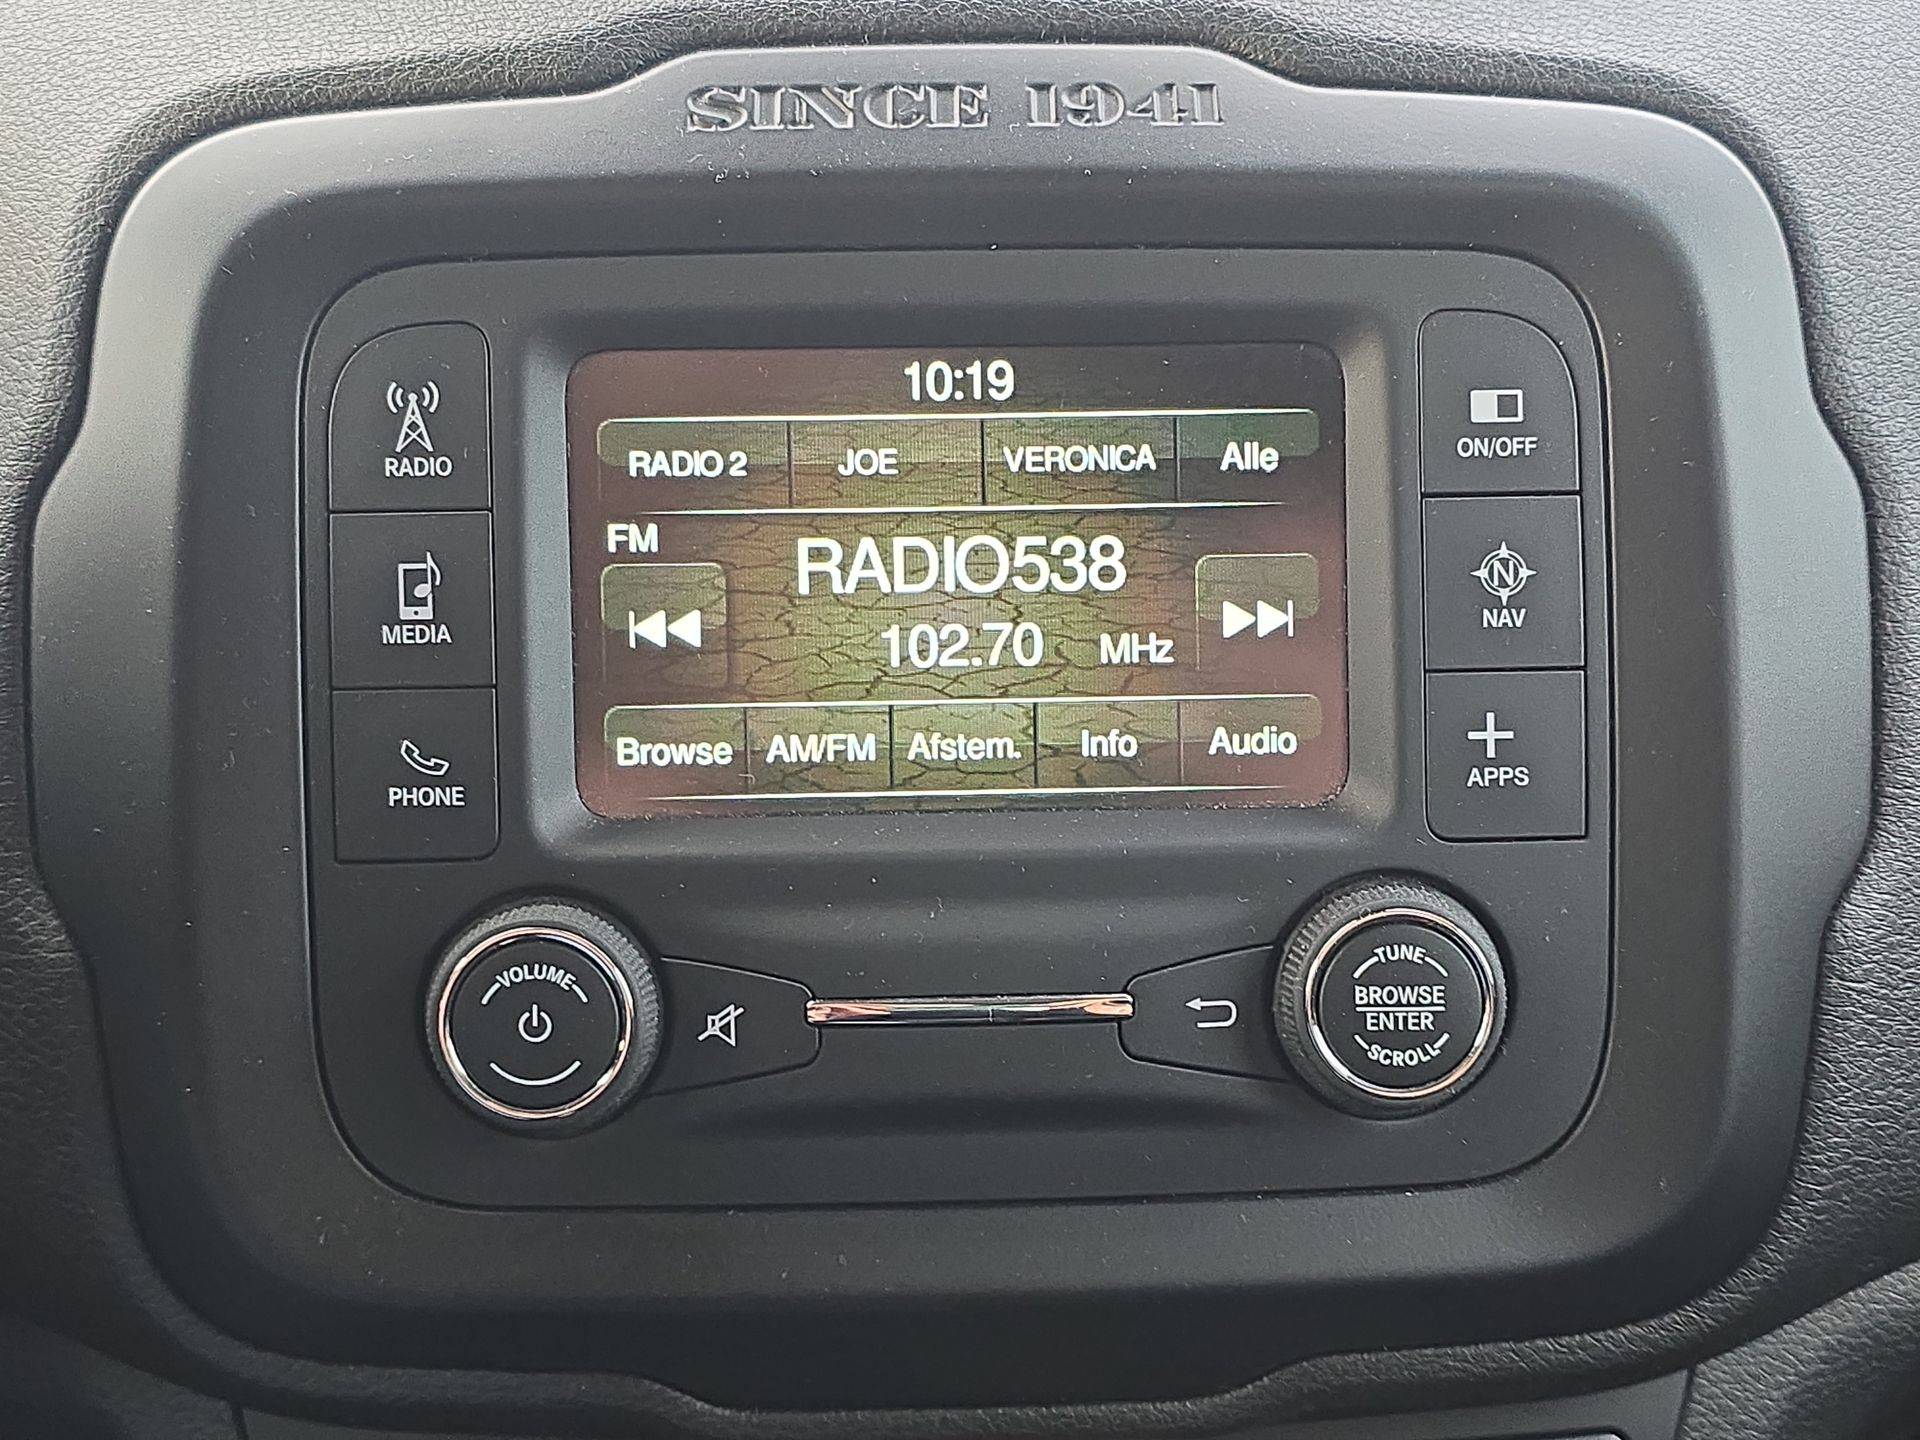 SINCE 1941
10:19
RADIO 2 JOE VERONICA Alle
FM
RADIO538
102.70 MHz
Browse AM/FM Afstem. Info Audio
RADIO
MEDIA
PHONE
ON/OFF
N
NAV
APPS
VOLUME
TUNE
BROWSE
ENTER
SCROLL